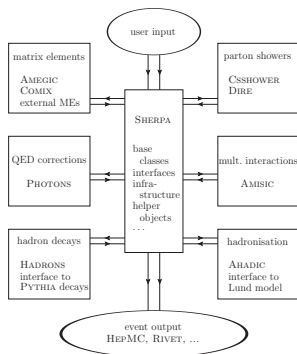 user input
matrix elements
AMEGIC
COMIX
external MEs
parton showers
CSSHOWER
DIRE
SHERPA
base
classes
interfaces
infra-
structure
helper
objects
...
QED corrections
PHOTONS
mult. interactions
AMISIC
hadron decays
HADRONS
interface to
PYTHIA decays
hadronisation
AHADIC
interface to
Lund model
event output
HEPMC, RIVET, ...